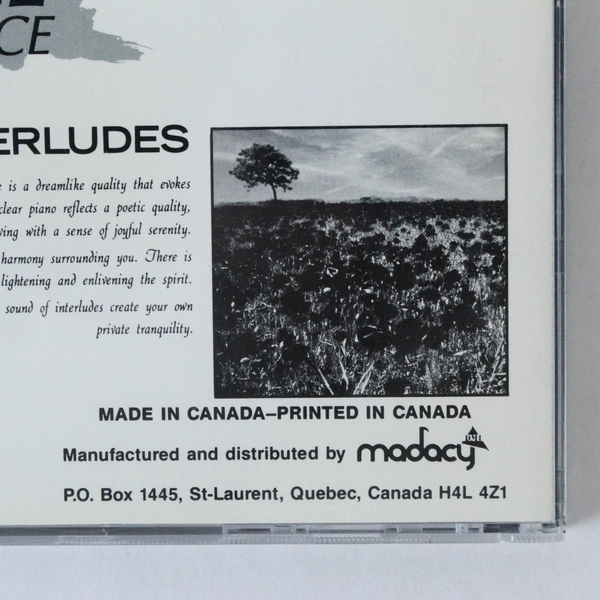 CE
ERLUDES
is a dreamlike quality that evokes
clear piano reflects a poetic quality,
ving with a sense of joyful serenity.
harmony surrounding you. There is
lightening and enlivening the spirit.
sound of interludes create your own
private tranquility.
MADE IN CANADA–PRINTED IN CANADA
Manufactured and distributed by madacy
P.O. Box 1445, St-Laurent, Quebec, Canada H4L 4Z1